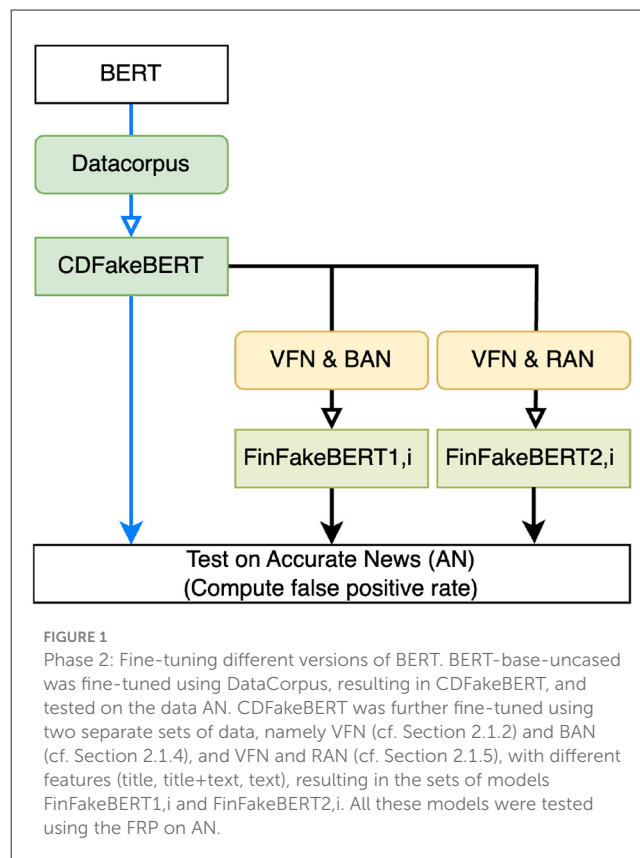 BERT
Datacorpus
CDFakeBERT
VFN & BAN
VFN & RAN
FinFakeBERT1,i
FinFakeBERT2,i
Test on Accurate News (AN)
(Compute false positive rate)
FIGURE 1
Phase 2: Fine-tuning different versions of BERT. BERT-base-uncased
was fine-tuned using DataCorpus, resulting in CDFakeBERT, and
tested on the data AN. CDFakeBERT was further fine-tuned using
two separate sets of data, namely VFN (cf. Section 2.1.2) and BAN
(cf. Section 2.1.4), and VFN and RAN (cf. Section 2.1.5), with different
features (title, title+text, text), resulting in the sets of models
FinFakeBERT1,i and FinFakeBERT2,i. All these models were tested
using the FRP on AN.